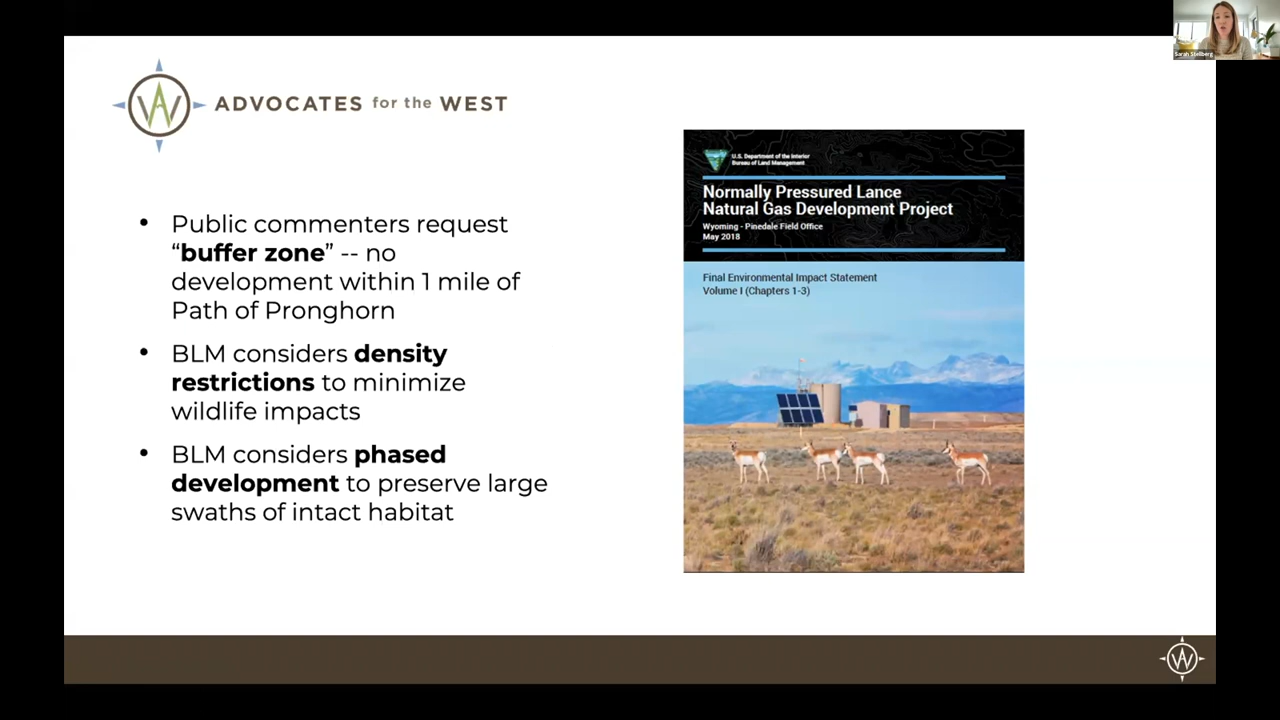 Sarah Stellberg
ADVOCATES for the WEST
• Public commenters request
“buffer zone” -- no
development within 1 mile of
Path of Pronghorn
• BLM considers density
restrictions to minimize
wildlife impacts
• BLM considers phased
development to preserve large
swaths of intact habitat
U.S. Department of the Interior
Bureau of Land Management
Normally Pressured Lance
Natural Gas Development Project
Wyoming - Pinedale Field Office
May 2018
Final Environmental Impact Statement
Volume I (Chapters 1-3)